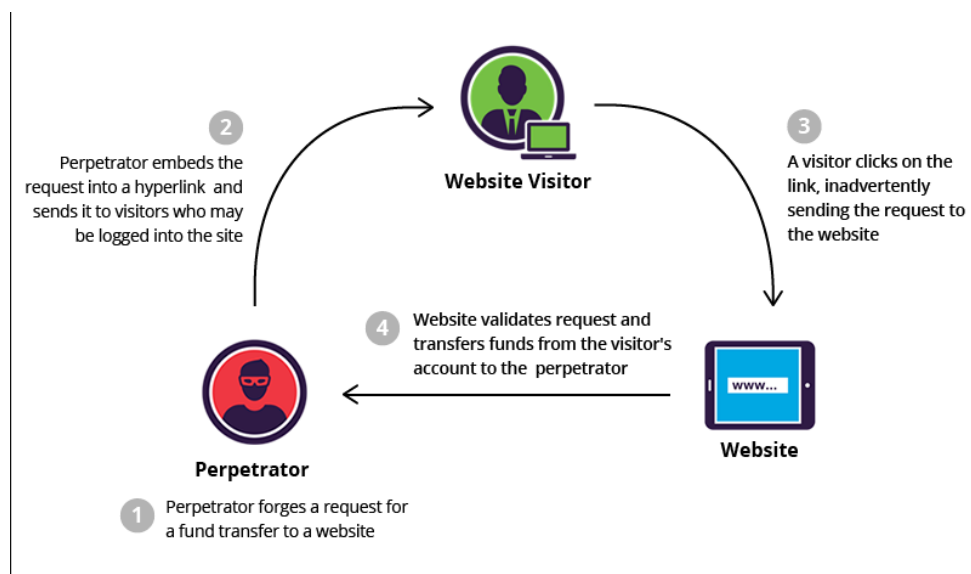 Website Visitor
2
Perpetrator embeds the
request into a hyperlink and
sends it to visitors who may
be logged into the site
3
A visitor clicks on the
link, inadvertently
sending the request to
the website
4
Website validates request and
transfers funds from the visitor's
account to the perpetrator
www...
Website
Perpetrator
1
Perpetrator forges a request for
a fund transfer to a website